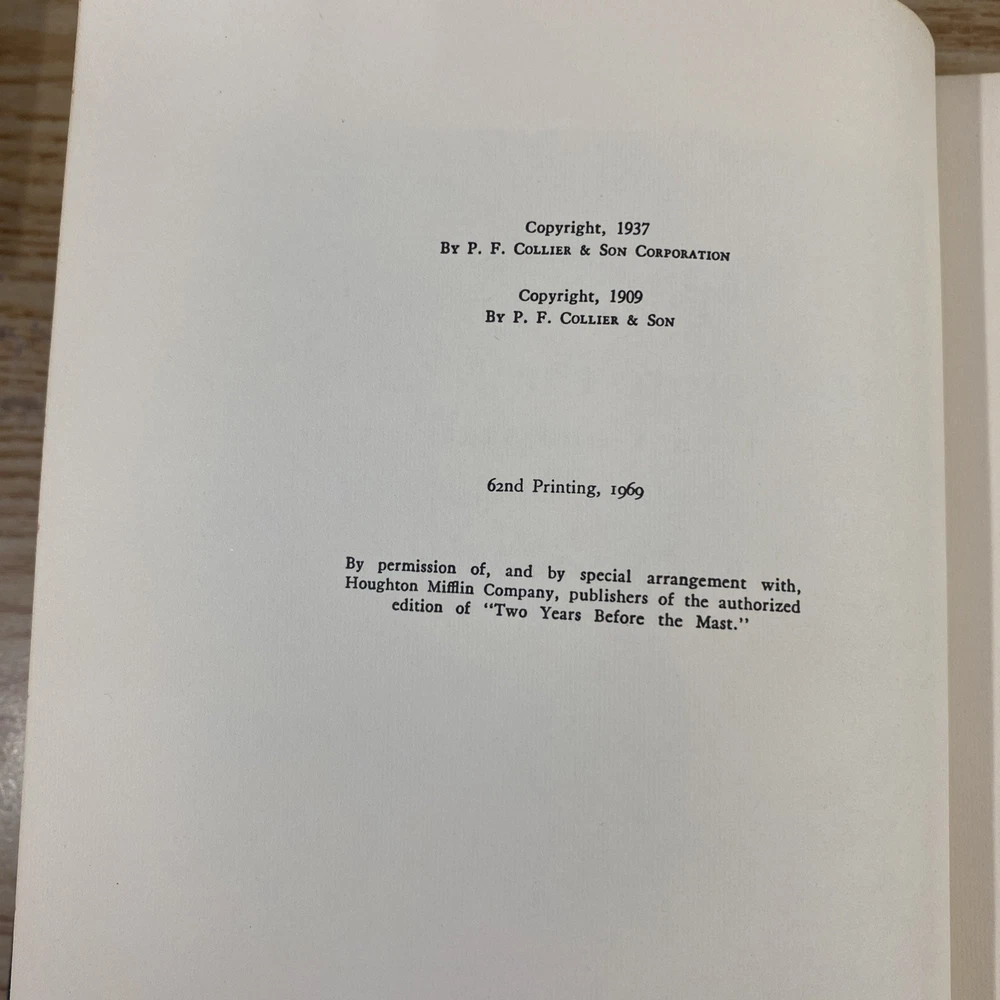 Copyright, 1937
By P. F. Collier & Son Corporation
Copyright, 1909
By P. F. Collier & Son
62nd Printing, 1969
By permission of, and by special arrangement with,
Houghton Mifflin Company, publishers of the authorized
edition of “Two Years Before the Mast.”